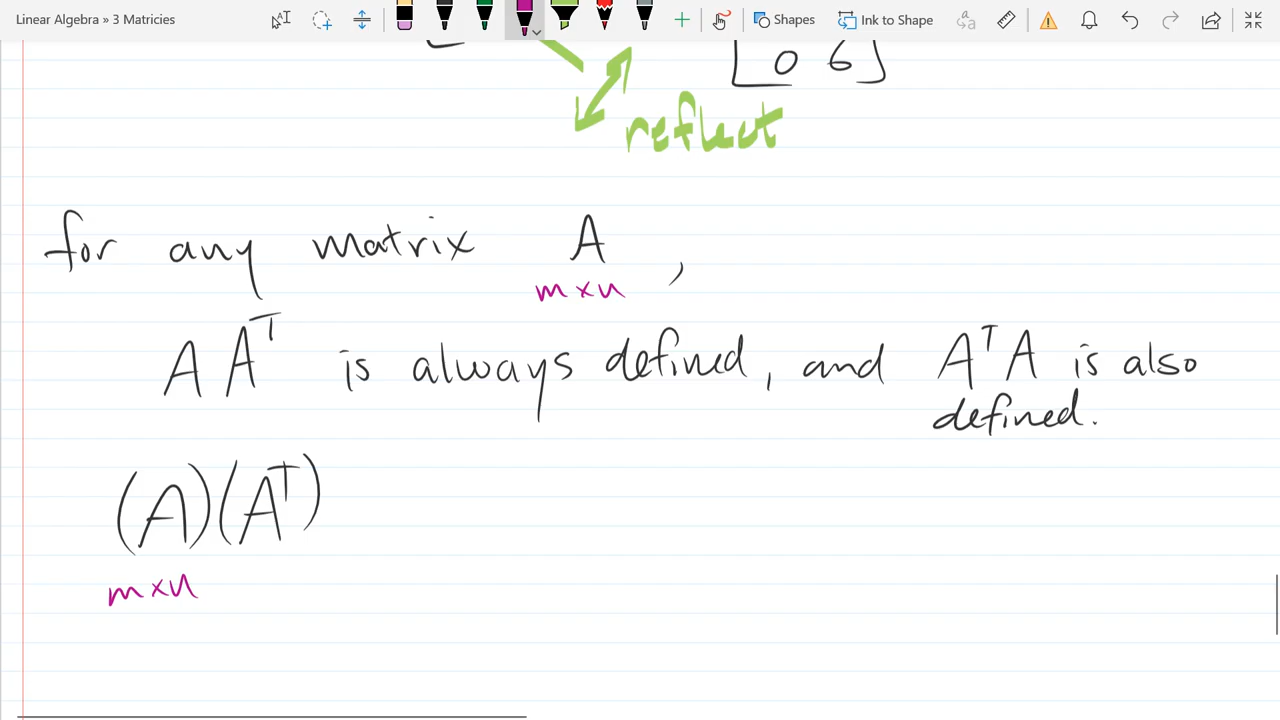 Linear Algebra » 3 Matricies
Shapes
Ink to Shape
[0 6]
reflect
for any matrix A,
m×n
A Aᵀ is always defined, and AᵀA is also
defined.
(A)(Aᵀ)
m×n